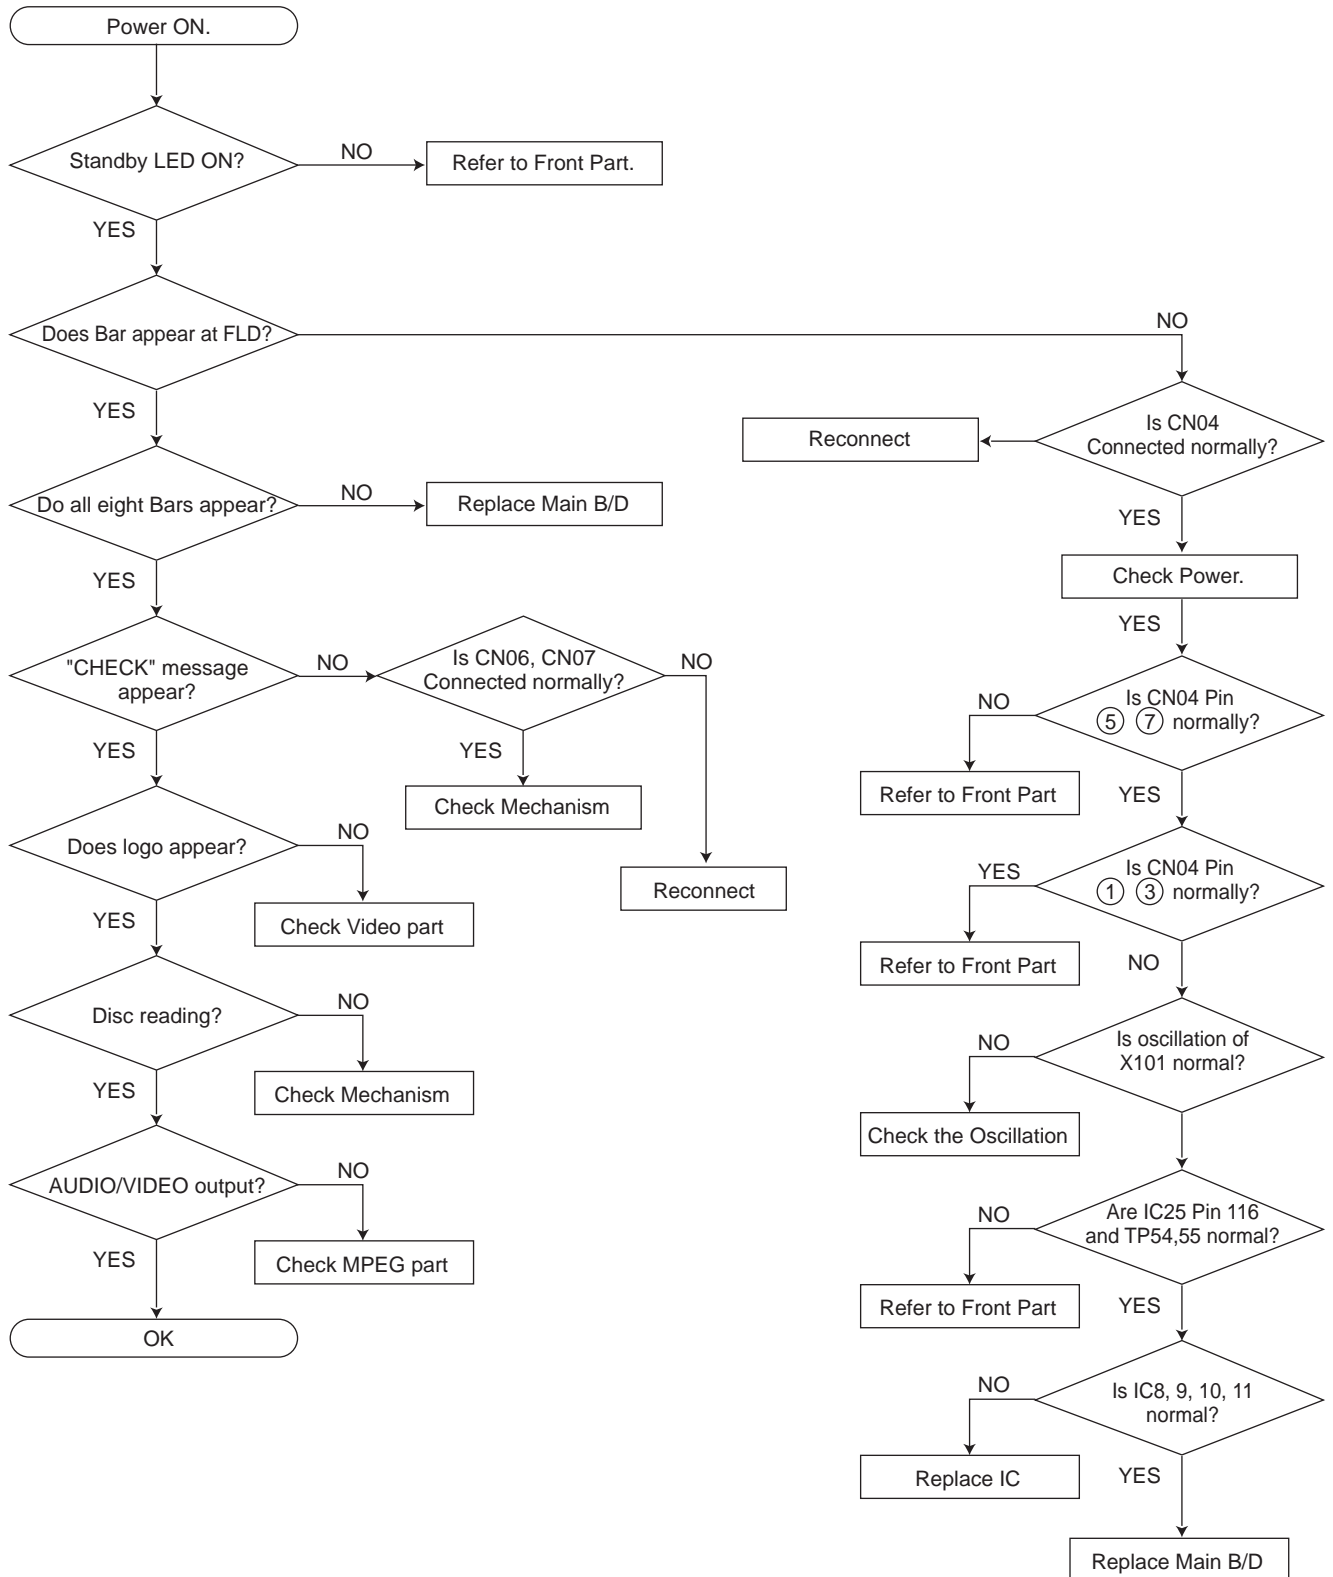 Power ON.
Standby LED ON?
NO
Refer to Front Part.
YES
Does Bar appear at FLD?
NO
YES
Do all eight Bars appear?
NO
Replace Main B/D
YES
"CHECK" message
appear?
NO
Is CN06, CN07
Connected normally?
NO
YES
Check Mechanism
Reconnect
YES
Does logo appear?
NO
Check Video part
YES
Disc reading?
NO
Check Mechanism
YES
AUDIO/VIDEO output?
NO
Check MPEG part
YES
OK
Is CN04
Connected normally?
Reconnect
YES
Check Power.
YES
Is CN04 Pin
⑤ ⑦ normally?
NO
Refer to Front Part
YES
Is CN04 Pin
① ③ normally?
YES
Refer to Front Part
NO
Is oscillation of
X101 normal?
NO
Check the Oscillation
Are IC25 Pin 116
and TP54,55 normal?
NO
Refer to Front Part
YES
Is IC8, 9, 10, 11
normal?
NO
Replace IC
YES
Replace Main B/D